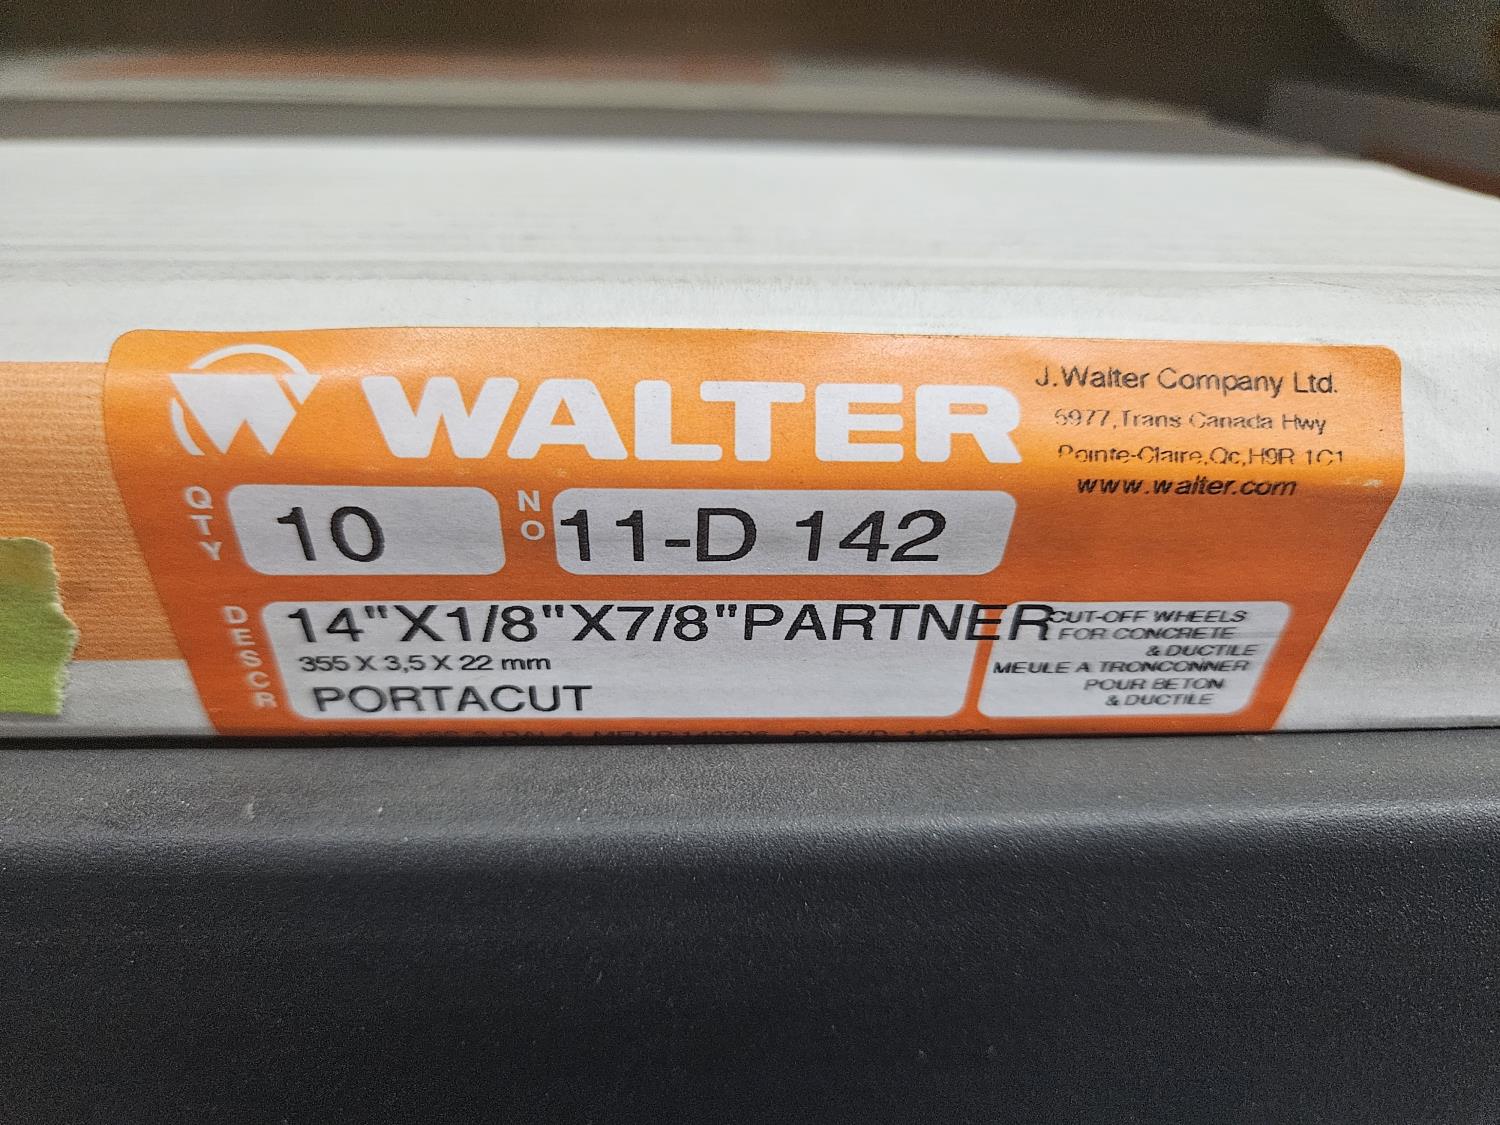 WALTER
J.Walter Company Ltd.
5977,Trans Canada Hwy
Pointe-Claire,Qc,H9R 1C1
www.walter.com
QTY
10
NO
11-D 142
DESCR
14"X1/8"X7/8"PARTNER
355 X 3,5 X 22 mm
PORTACUT
CUT-OFF WHEELS
FOR CONCRETE
& DUCTILE
MEULE A TRONCONNER
POUR BETON
& DUCTILE